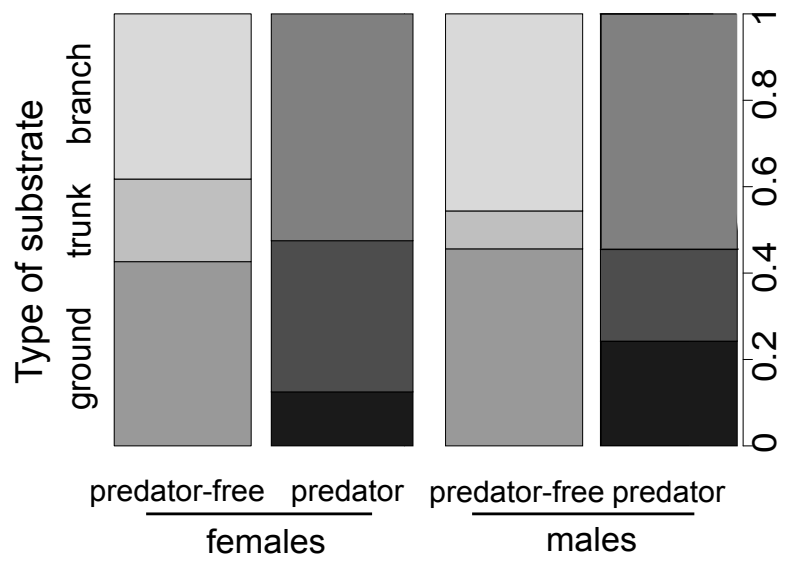 Type of substrate
branch
trunk
ground
1
0.8
0.6
0.4
0.2
0
predator-free predator
predator-free predator
females
males